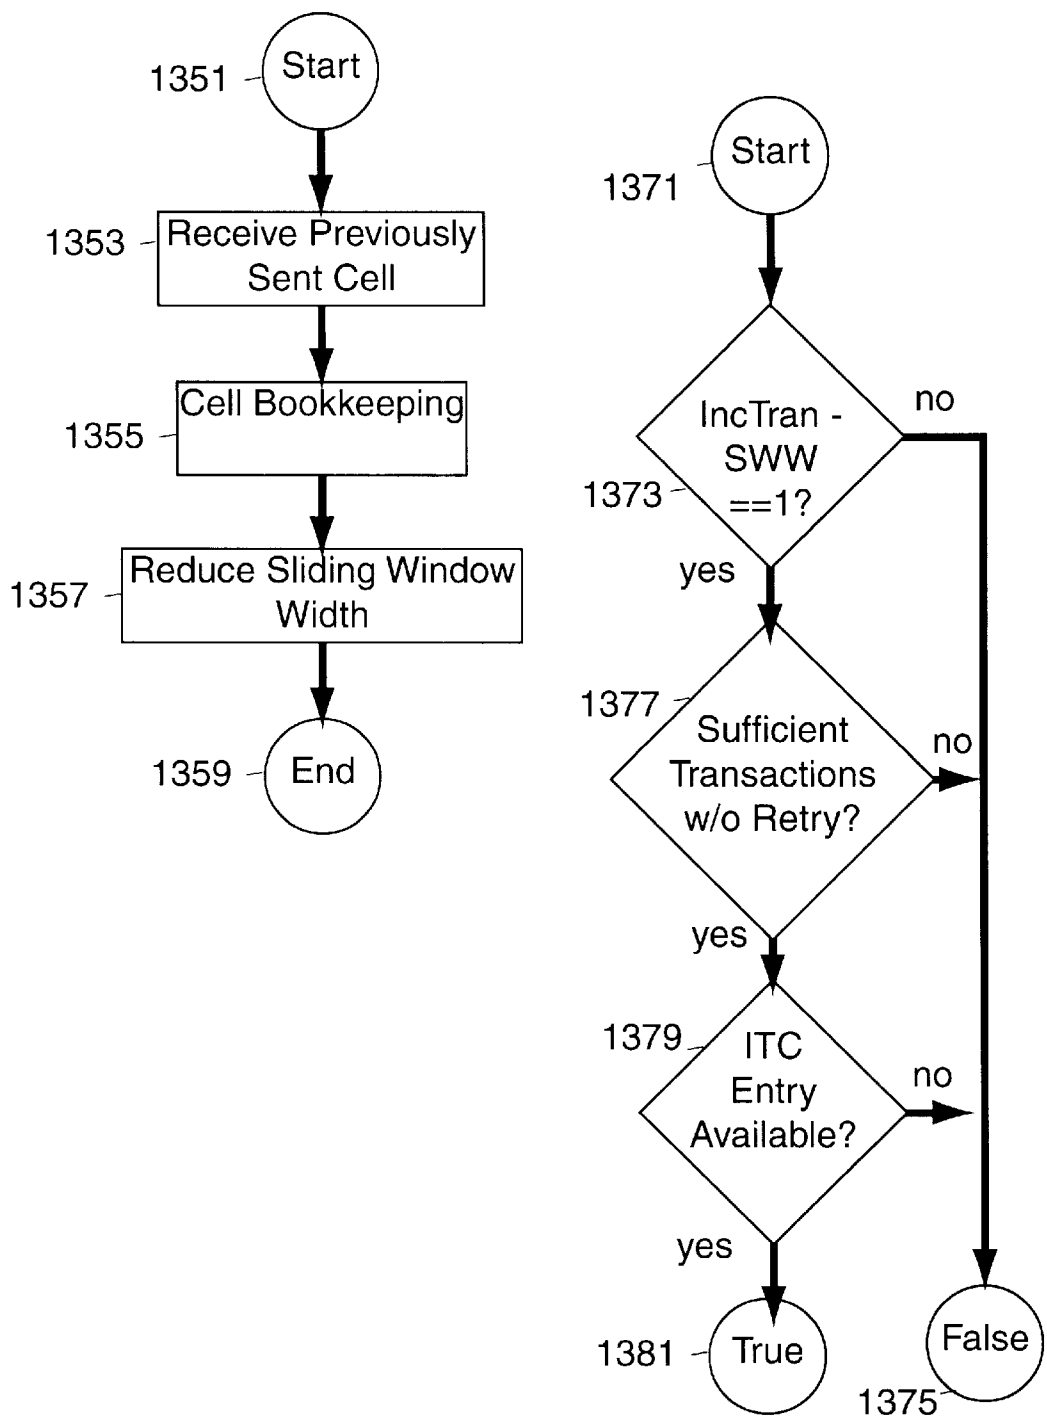 1351
Start
1353
Receive Previously
Sent Cell
1355
Cell Bookkeeping
1357
Reduce Sliding Window
Width
1359
End
1371
Start
IncTran -
SWW
==1?
1373
no
yes
1377
Sufficient
Transactions
w/o Retry?
no
yes
1379
ITC
Entry
Available?
no
yes
1381
True
False
1375